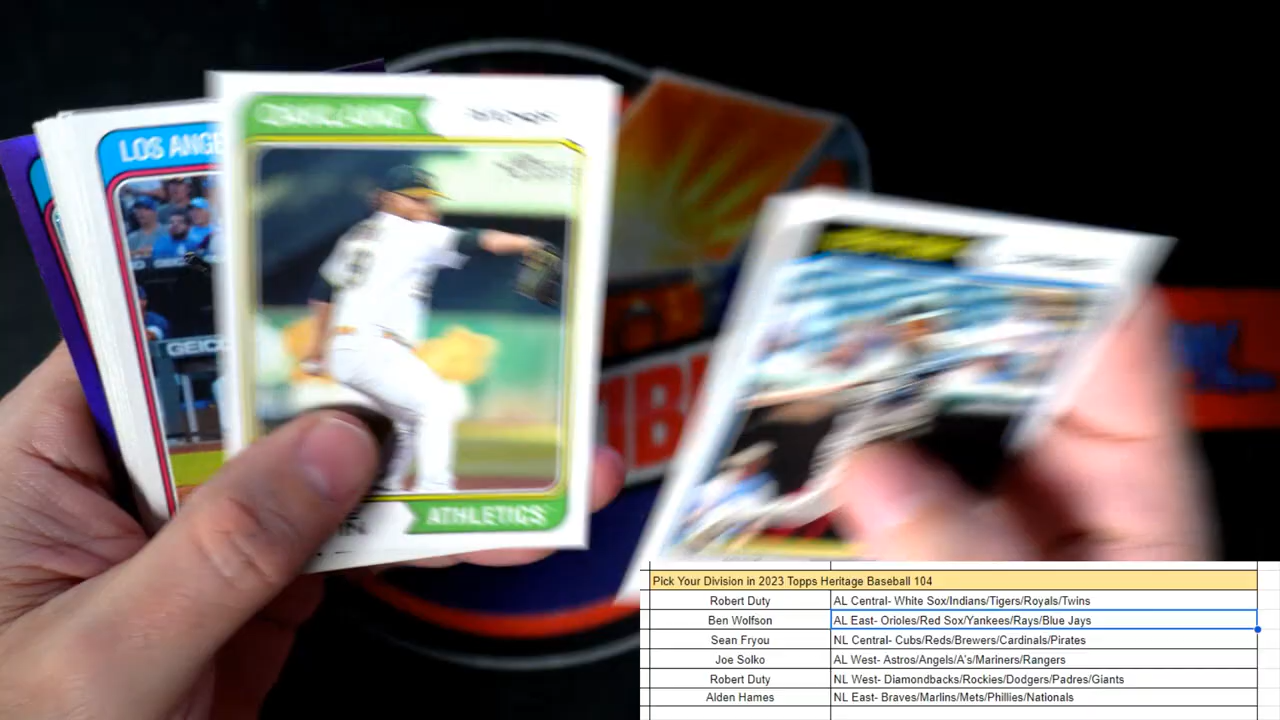 OAKLAND
LOS ANGE
GEICO
ATHLETICS
Pick Your Division in 2023 Topps Heritage Baseball 104
Robert Duty AL Central- White Sox/Indians/Tigers/Royals/Twins
Ben Wolfson AL East- Orioles/Red Sox/Yankees/Rays/Blue Jays
Sean Fryou NL Central- Cubs/Reds/Brewers/Cardinals/Pirates
Joe Solko AL West- Astros/Angels/A's/Mariners/Rangers
Robert Duty NL West- Diamondbacks/Rockies/Dodgers/Padres/Giants
Alden Hames NL East- Braves/Marlins/Mets/Phillies/Nationals